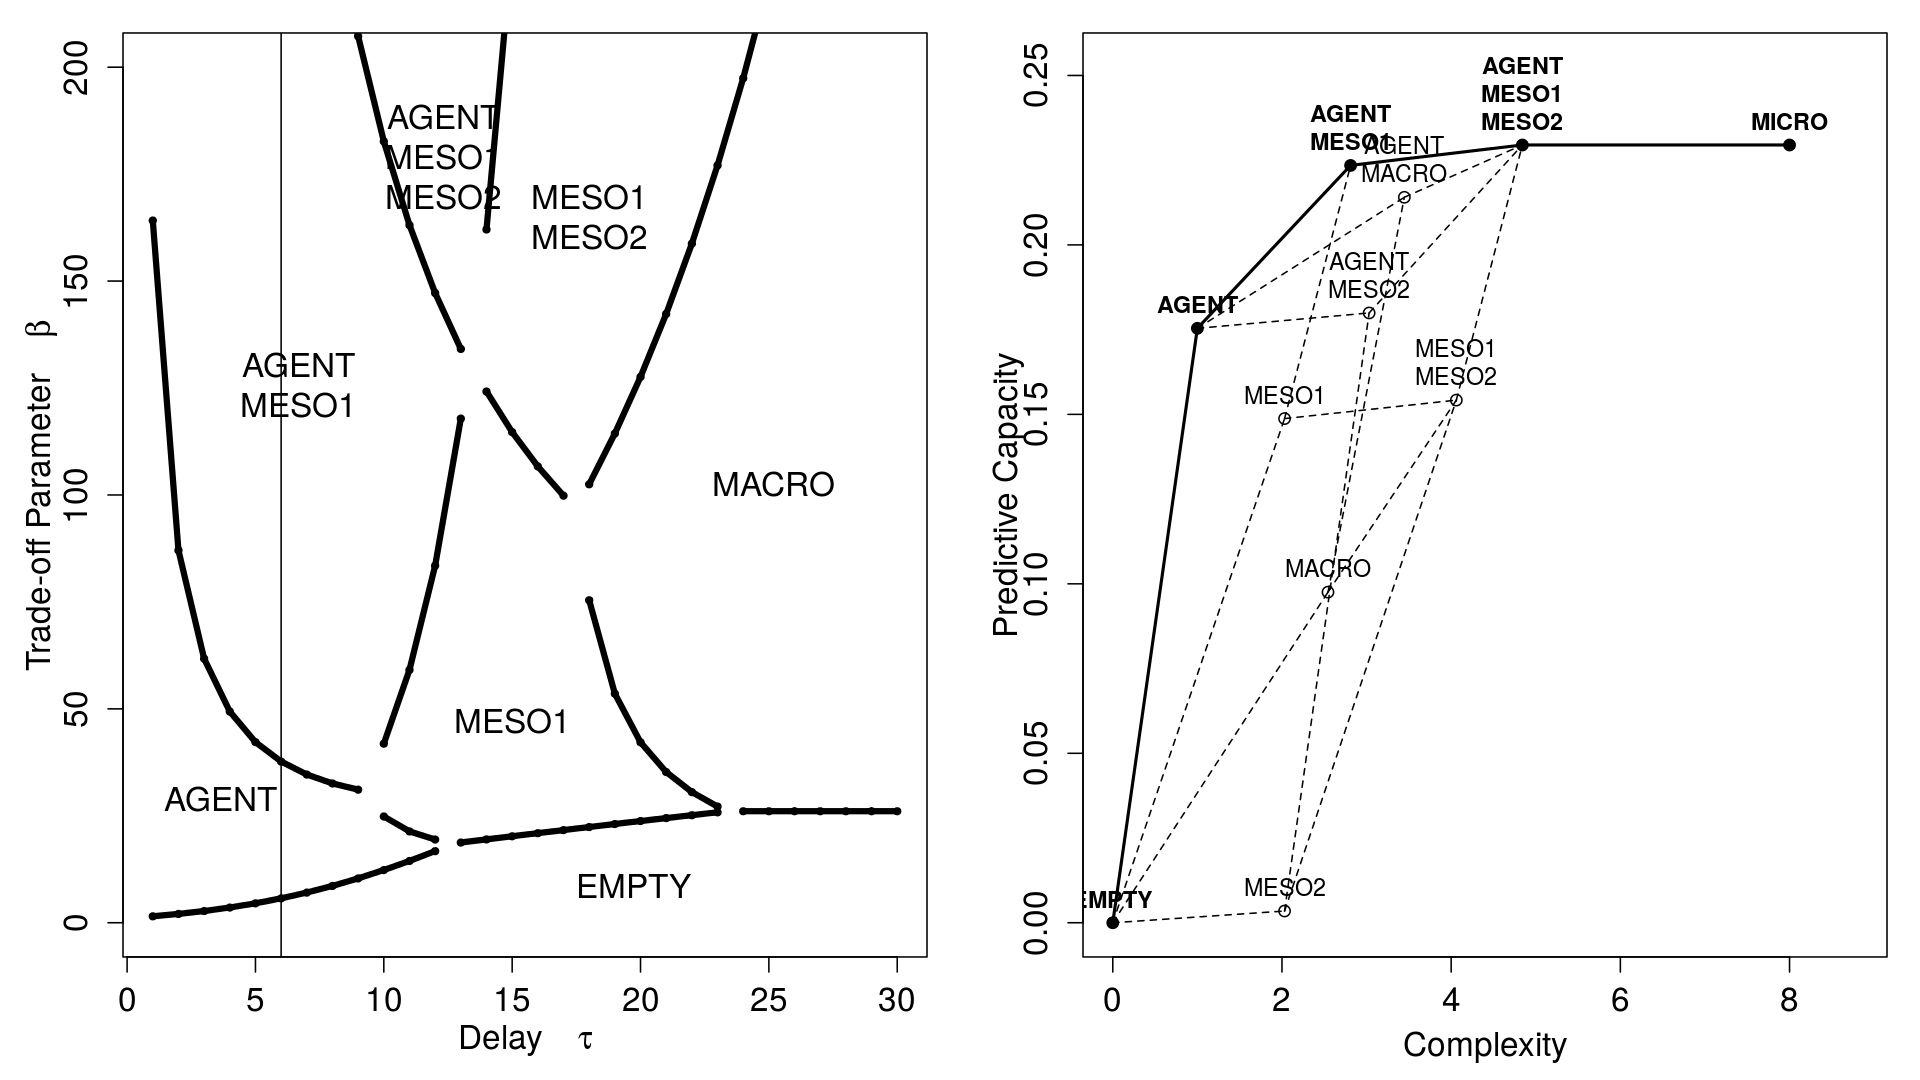 Trade-off Parameter β
0
50
100
150
200
AGENT
MESO1
MESO2
MESO1
MESO2
AGENT
MESO1
MACRO
MESO1
AGENT
EMPTY
0 5 10 15 20 25 30
Delay τ
Predictive Capacity
0.00
0.05
0.10
0.15
0.20
0.25
AGENT
MESO1
MESO2
MICRO
AGENT
MESO1
AGENT
MACRO
AGENT
MESO2
AGENT
MESO1
MESO2
MESO1
MACRO
MESO2
EMPTY
0 2 4 6 8
Complexity